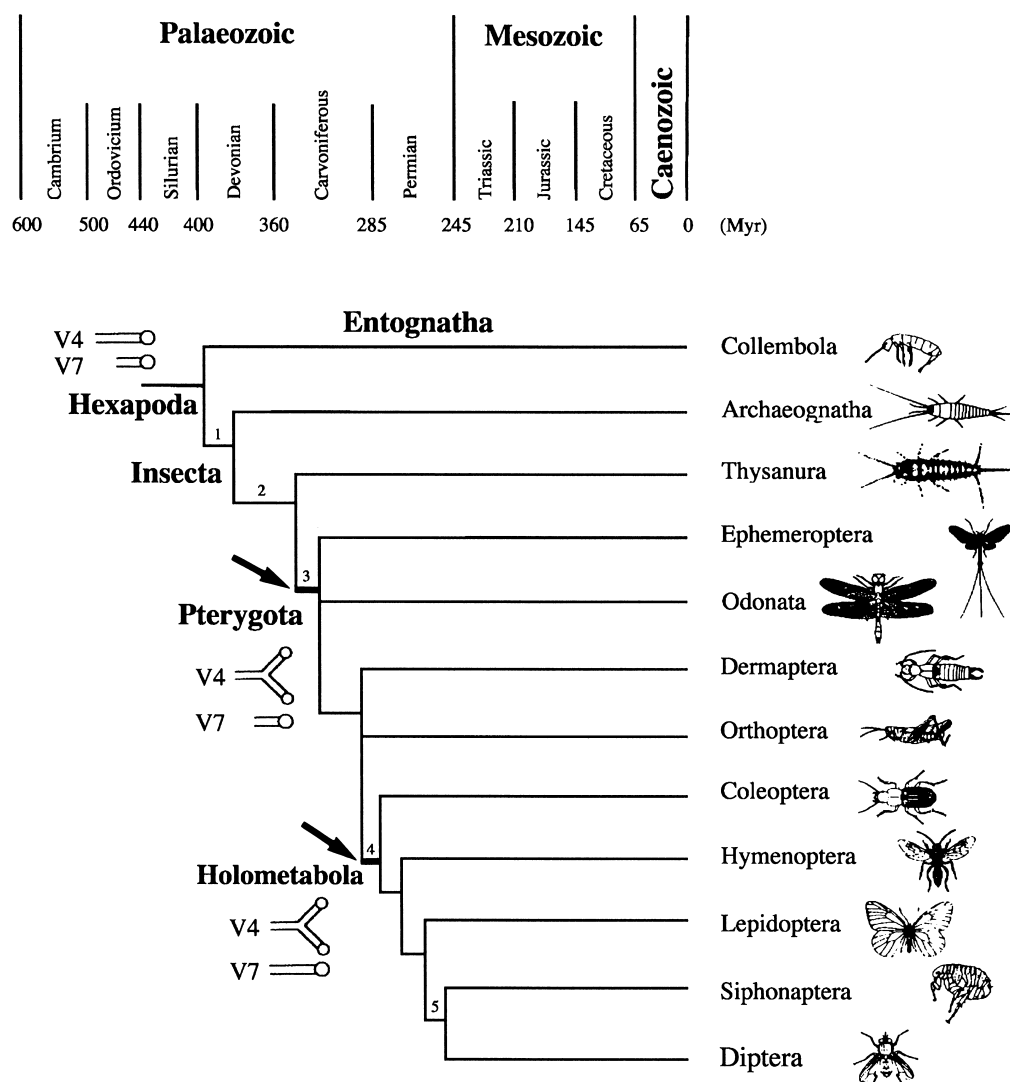 Palaeozoic
Mesozoic
Caenozoic
Cambrium
Ordovicium
Silurian
Devonian
Carvoniferous
Permian
Triassic
Jurassic
Cretaceous
600 500 440 400 360 285 245 210 145 65 0 (Myr)
Entognatha
V4
V7
Collembola
Hexapoda
Archaeognatha
1
Insecta
Thysanura
2
Ephemeroptera
3
Pterygota
Odonata
V4
V7
Dermaptera
Orthoptera
Coleoptera
4
Holometabola
Hymenoptera
V4
V7
Lepidoptera
Siphonaptera
5
Diptera